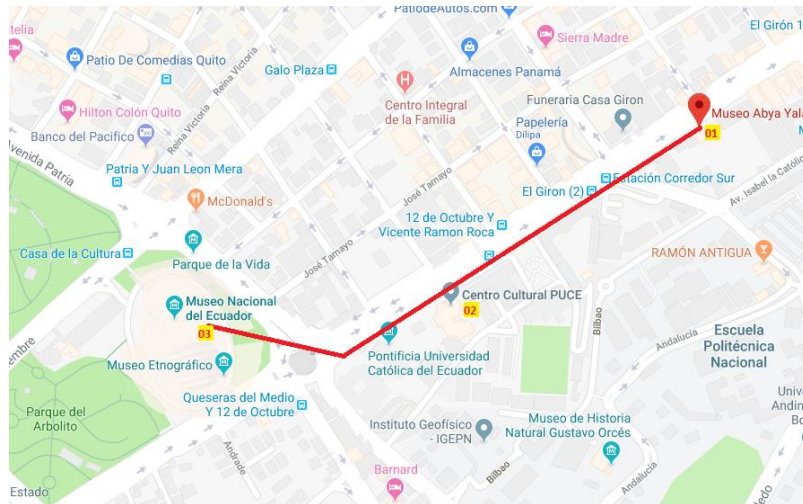 PatiodeAutos.com
El Girón 1
telia
Sierra Madre
Patio De Comedias Quito
Reina Victoria
Galo Plaza
Almacenes Panamá
Hilton Colón Quito
Centro Integral
de la Familia
Funeraria Casa Giron
Museo Abya Yala
01
Banco del Pacifico
Reina Victoria
Papelería
Dilipa
Avenida Patria
Patria Y Juan Leon Mera
José Tamayo
El Giron (2)
Estación Corredor Sur
Av. Isabel la Católic
McDonald's
12 de Octubre Y
Vicente Ramon Roca
Casa de la Cultura
Parque de la Vida
José Tamayo
RAMÓN ANTIGUA
Museo Nacional
del Ecuador
03
Centro Cultural PUCE
02
Bilbao
Andalucía
Escuela
Politécnica
Nacional
Museo Etnográfico
Pontificia Universidad
Católica del Ecuador
Queseras del Medio
Y 12 de Octubre
Parque del
Arbolito
Instituto Geofísico
- IGEPN
Museo de Historia
Natural Gustavo Orcés
Andrade
Barnard
Bilbao
Andalucía
Estado